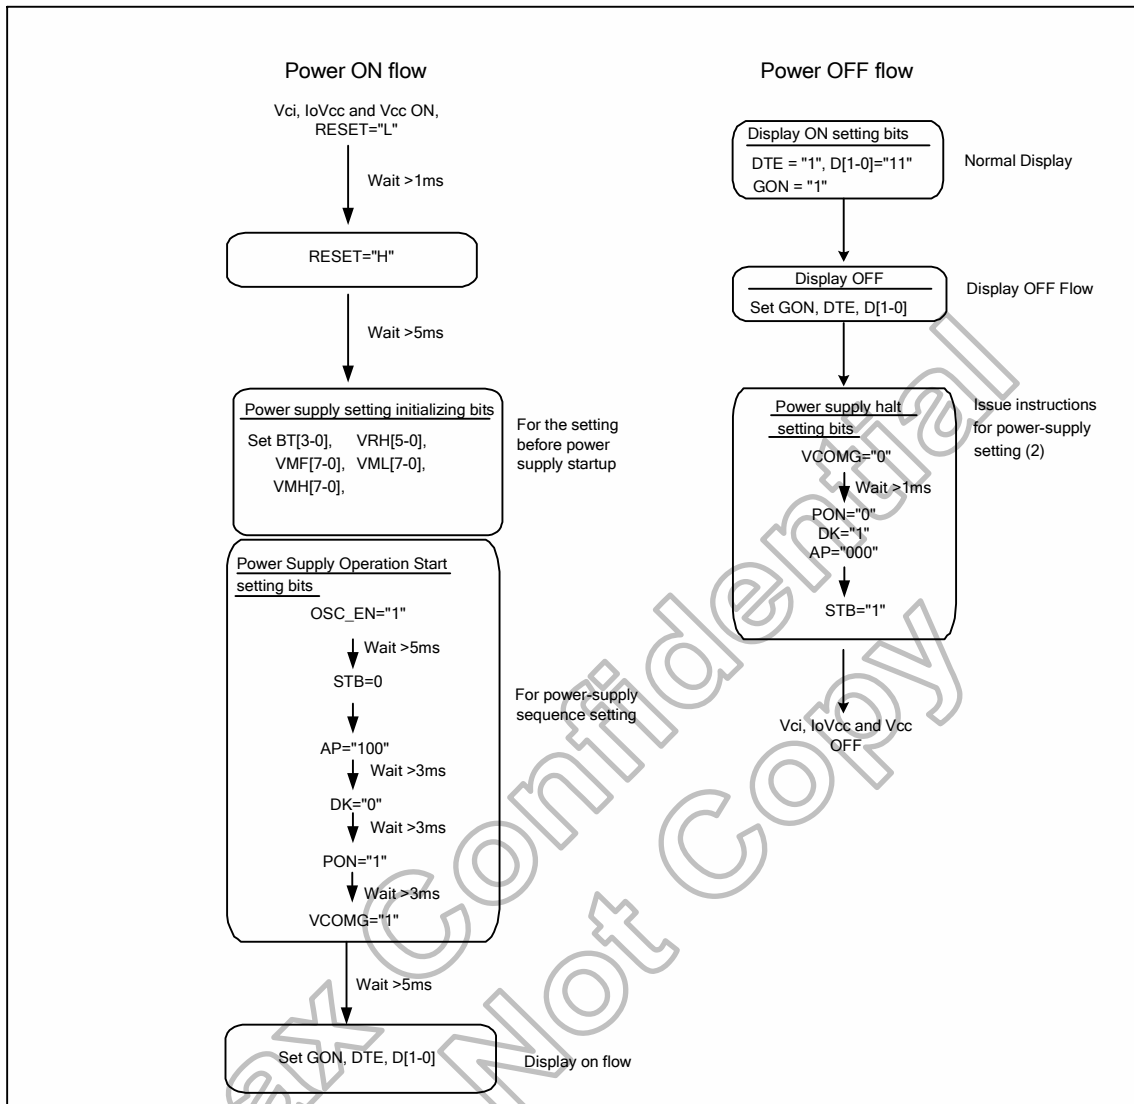 Power ON flow
Vci, IoVcc and Vcc ON,
RESET="L"
Wait >1ms
RESET="H"
Wait >5ms
Power supply setting initializing bits
Set BT[3-0], VRH[5-0],
VMF[7-0], VML[7-0],
VMH[7-0],
For the setting
before power
supply startup
Power Supply Operation Start
setting bits
OSC_EN="1"
Wait >5ms
STB=0
AP="100"
Wait >3ms
DK="0"
Wait >3ms
PON="1"
Wait >3ms
VCOMG="1"
For power-supply
sequence setting
Wait >5ms
Set GON, DTE, D[1-0]
Display on flow
Power OFF flow
Display ON setting bits
DTE = "1", D[1-0]="11"
GON = "1"
Normal Display
Display OFF
Set GON, DTE, D[1-0]
Display OFF Flow
Power supply halt
setting bits
VCOMG="0"
Wait >1ms
PON="0"
DK="1"
AP="000"
STB="1"
Issue instructions
for power-supply
setting (2)
Vci, IoVcc and Vcc
OFF
ax Confidential
Not Copy